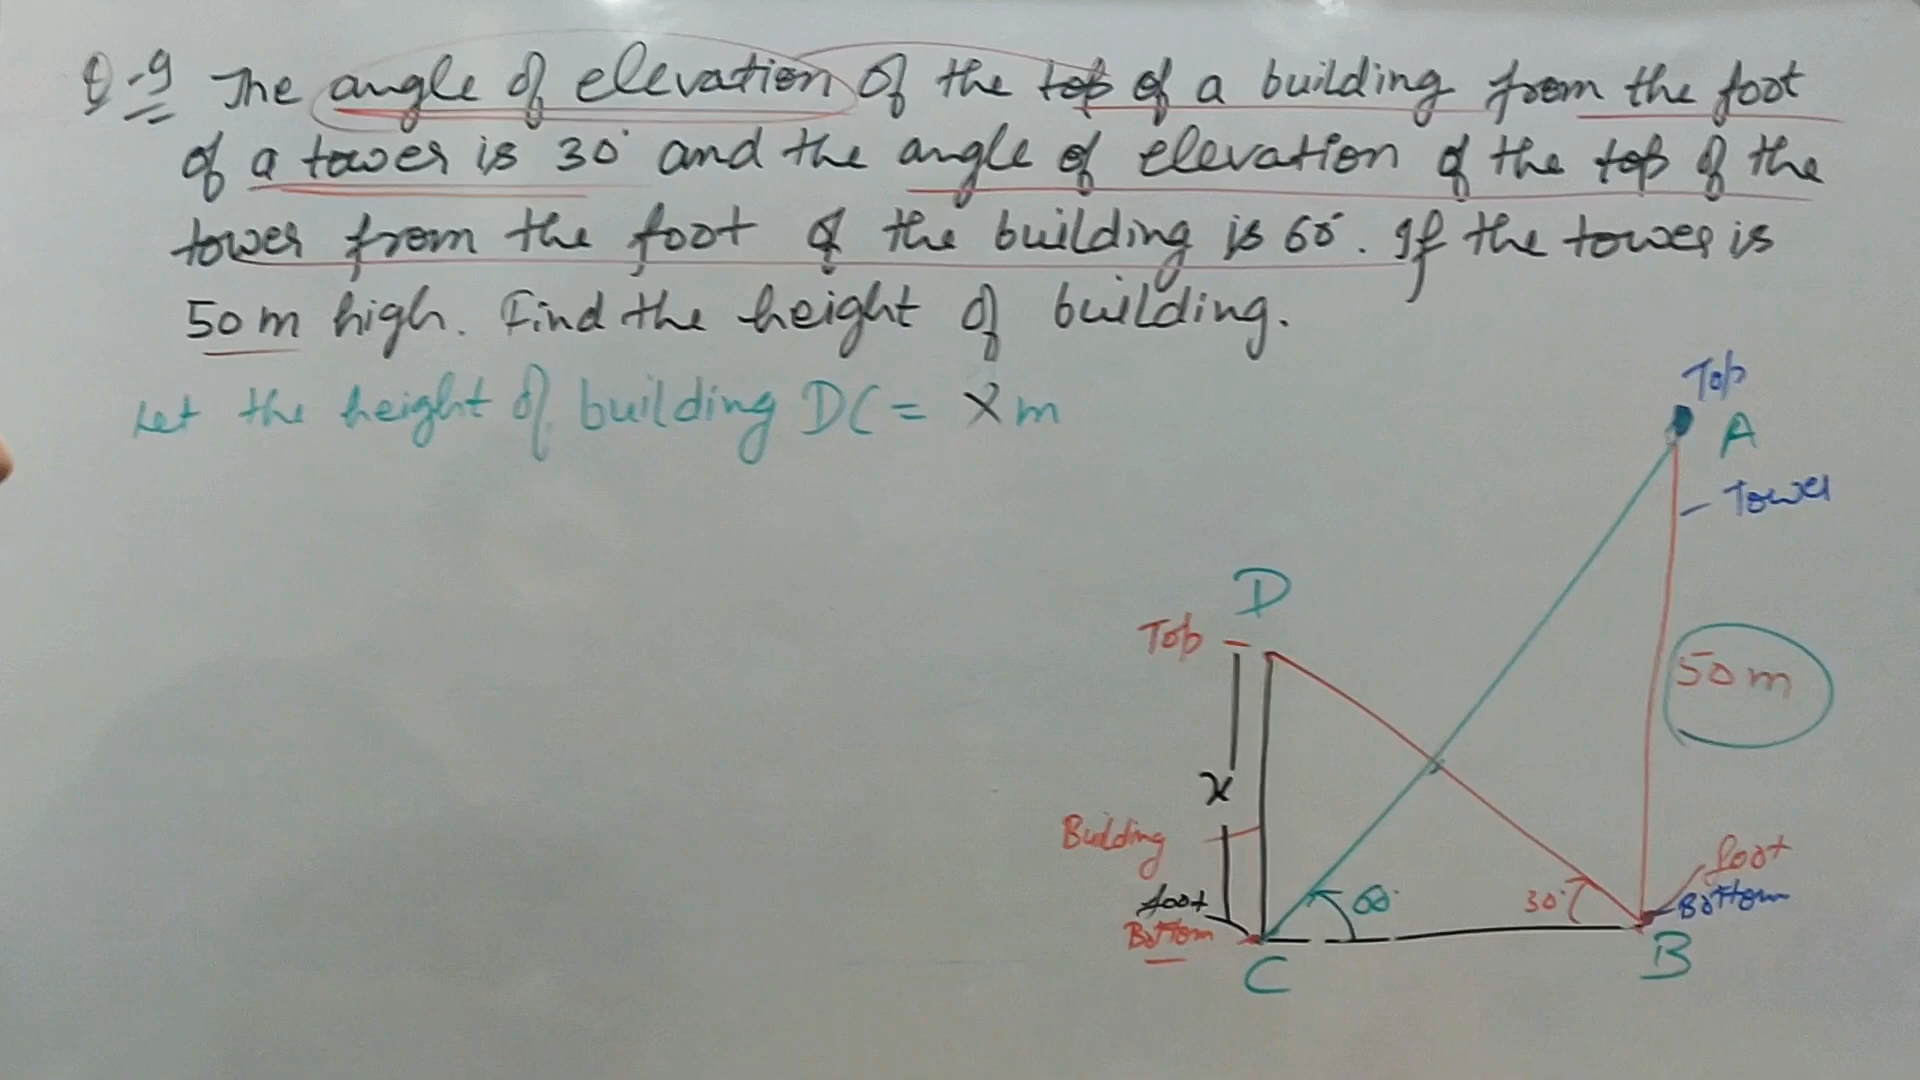 Q-9 The angle of elevation of the top of a building from the foot
of a tower is 30° and the angle of elevation of the top of the
tower from the foot of the building is 60°. If the tower is
50 m high. Find the height of building.
Let the height of building DC = x m
Top
A
Tower
D
Top
50 m
x
Building
foot
Bottom
60°
30°
foot
Bottom
C
B